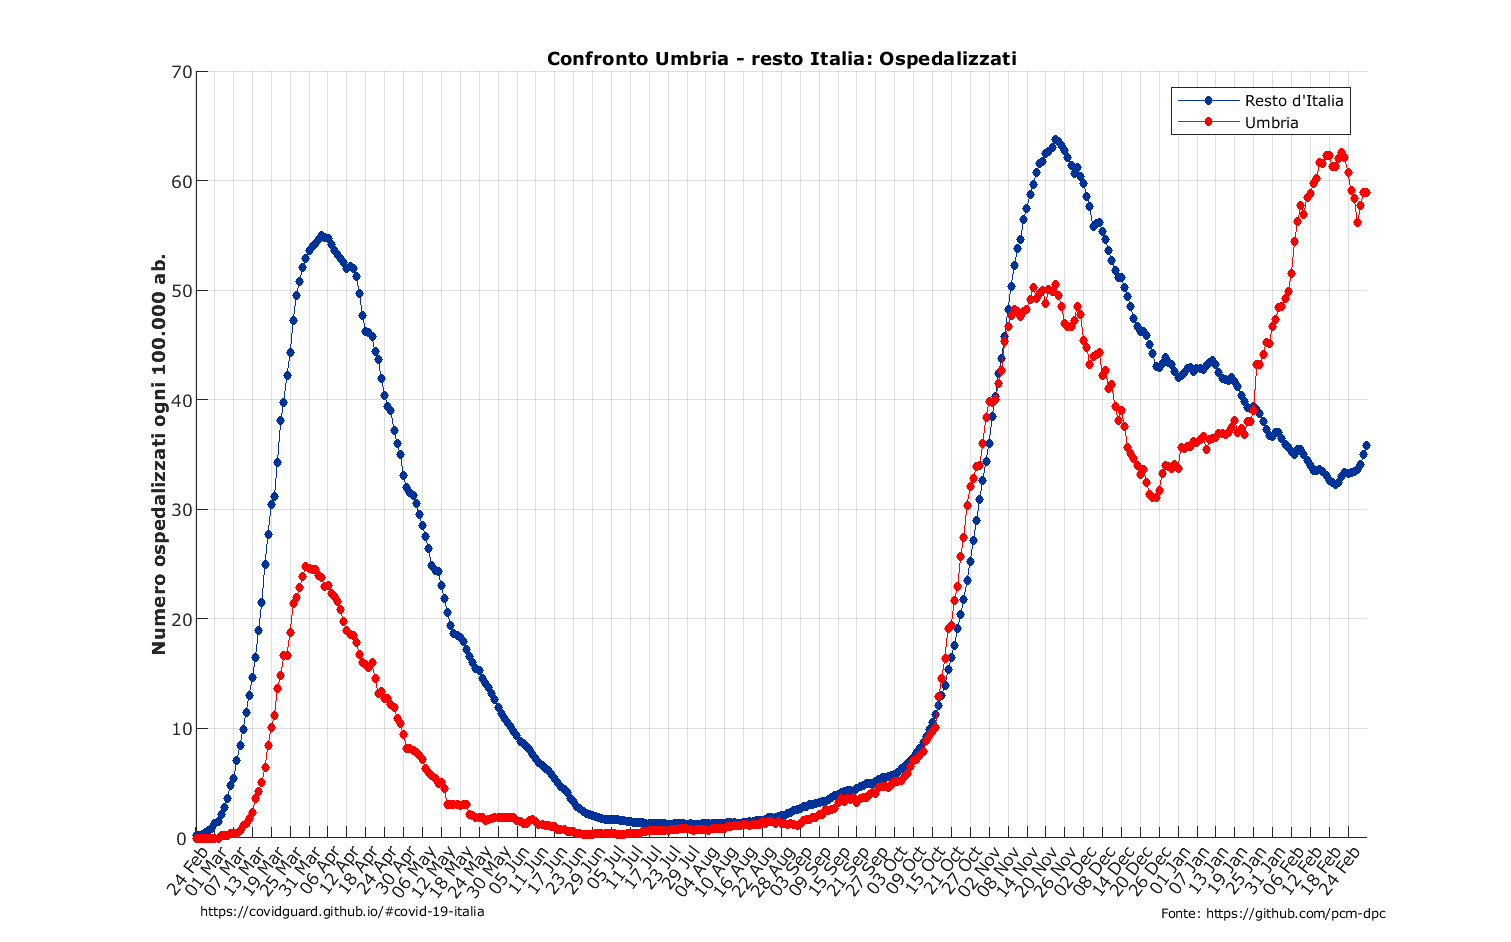 Confronto Umbria - resto Italia: Ospedalizzati
Resto d'Italia
Umbria
Numero ospedalizzati ogni 100.000 ab.
70
60
50
40
30
20
10
0
24 Feb
01 Mar
07 Mar
13 Mar
19 Mar
25 Mar
31 Mar
06 Apr
12 Apr
18 Apr
24 Apr
30 Apr
06 May
12 May
18 May
24 May
30 May
05 Jun
11 Jun
17 Jun
23 Jun
29 Jun
05 Jul
11 Jul
17 Jul
23 Jul
29 Jul
04 Aug
10 Aug
16 Aug
22 Aug
28 Aug
03 Sep
09 Sep
15 Sep
21 Sep
27 Sep
03 Oct
09 Oct
15 Oct
21 Oct
27 Oct
02 Nov
08 Nov
14 Nov
20 Nov
26 Nov
02 Dec
08 Dec
14 Dec
20 Dec
26 Dec
01 Jan
07 Jan
13 Jan
19 Jan
25 Jan
31 Jan
06 Feb
12 Feb
18 Feb
24 Feb
https://covidguard.github.io/#covid-19-italia
Fonte: https://github.com/pcm-dpc